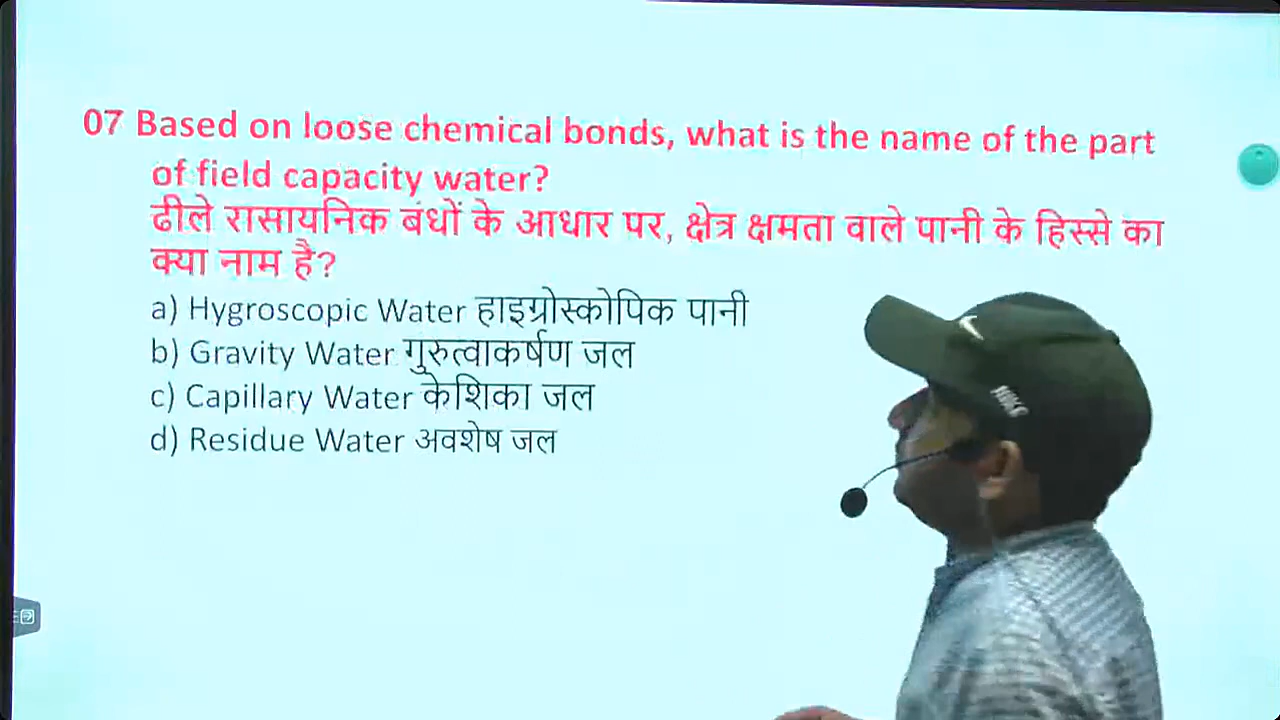 07 Based on loose chemical bonds, what is the name of the part
of field capacity water?
ढीले रासायनिक बंधों के आधार पर, क्षेत्र क्षमता वाले पानी के हिस्से का
क्या नाम है?
a) Hygroscopic Water हाइग्रोस्कोपिक पानी
b) Gravity Water गुरुत्वाकर्षण जल
c) Capillary Water केशिका जल
d) Residue Water अवशेष जल
NIKE